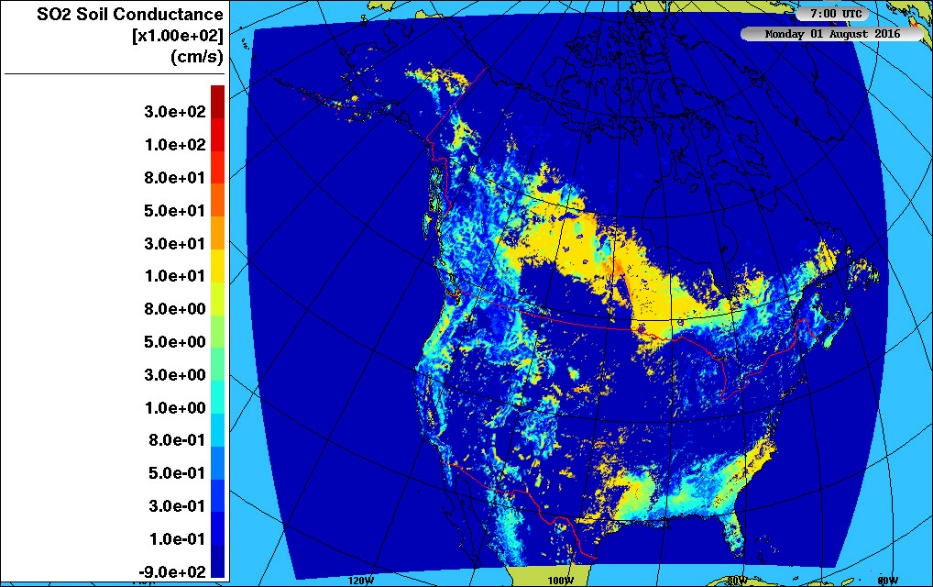 SO2 Soil Conductance
[x1.00e+02]
(cm/s)
3.0e+02
1.0e+02
8.0e+01
5.0e+01
3.0e+01
1.0e+01
8.0e+00
5.0e+00
3.0e+00
1.0e+00
8.0e-01
5.0e-01
3.0e-01
1.0e-01
-9.0e+02
7:00 UTC
Monday 01 August 2016
120W
100W
80W
60W